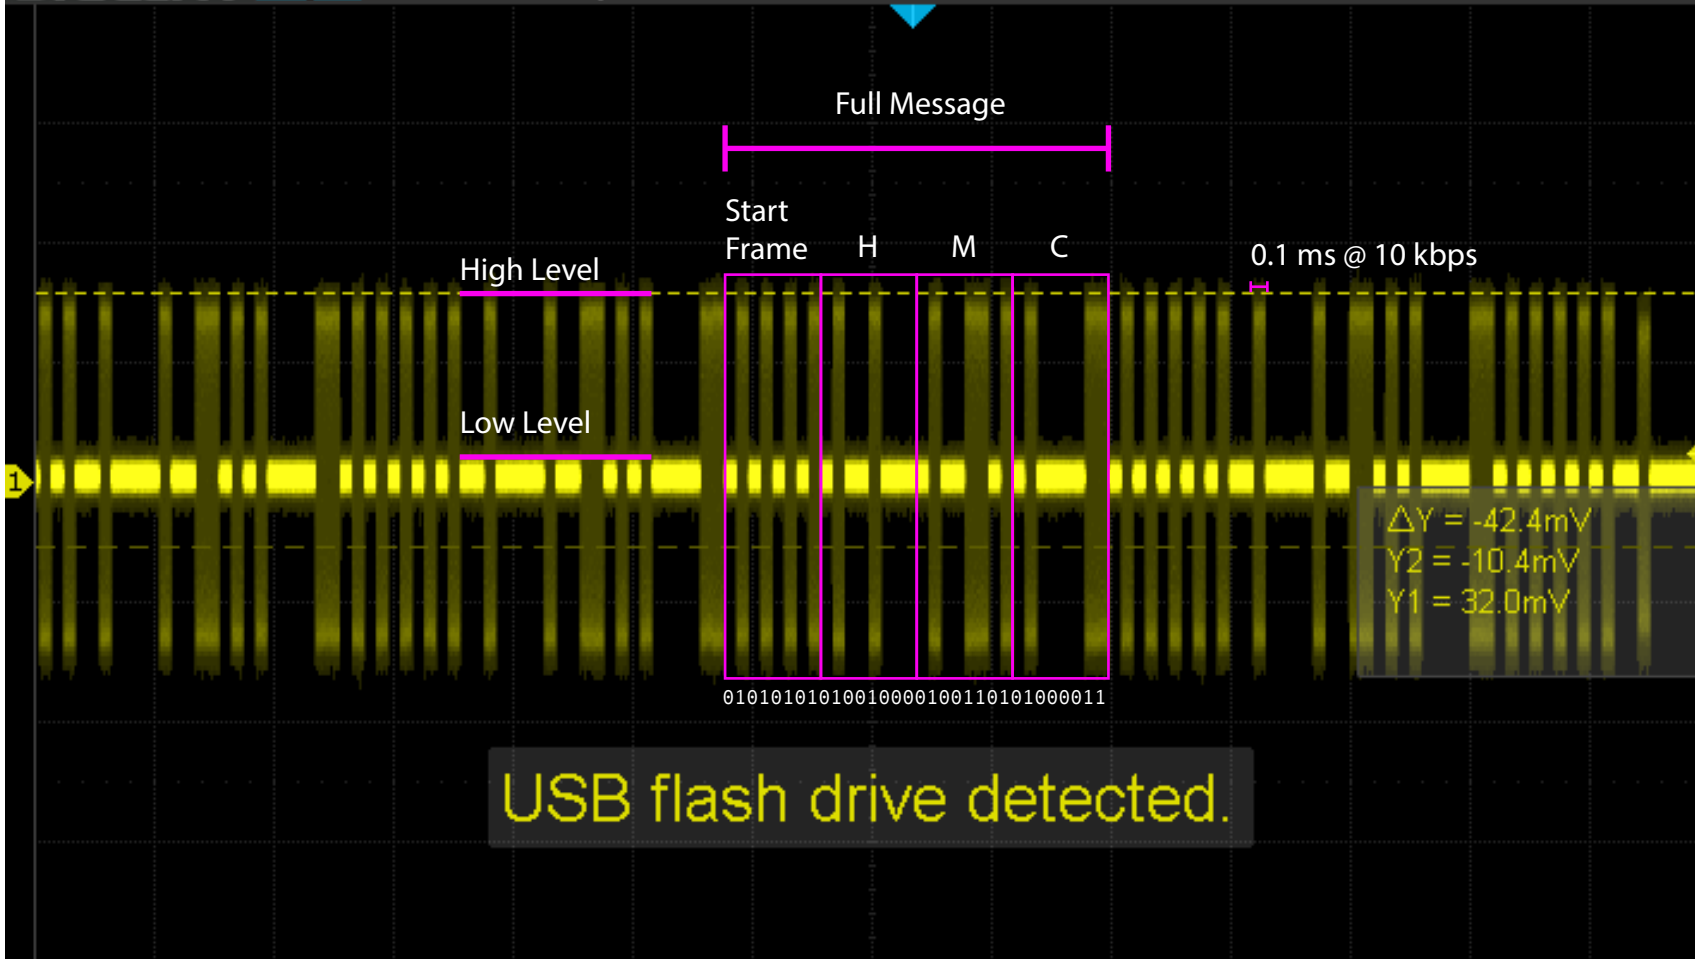 Full Message
Start
Frame
H
M
C
0.1 ms @ 10 kbps
High Level
Low Level
1
ΔY = -42.4mV
Y2 = -10.4mV
Y1 = 32.0mV
01010101010010000100110101000011
USB flash drive detected.